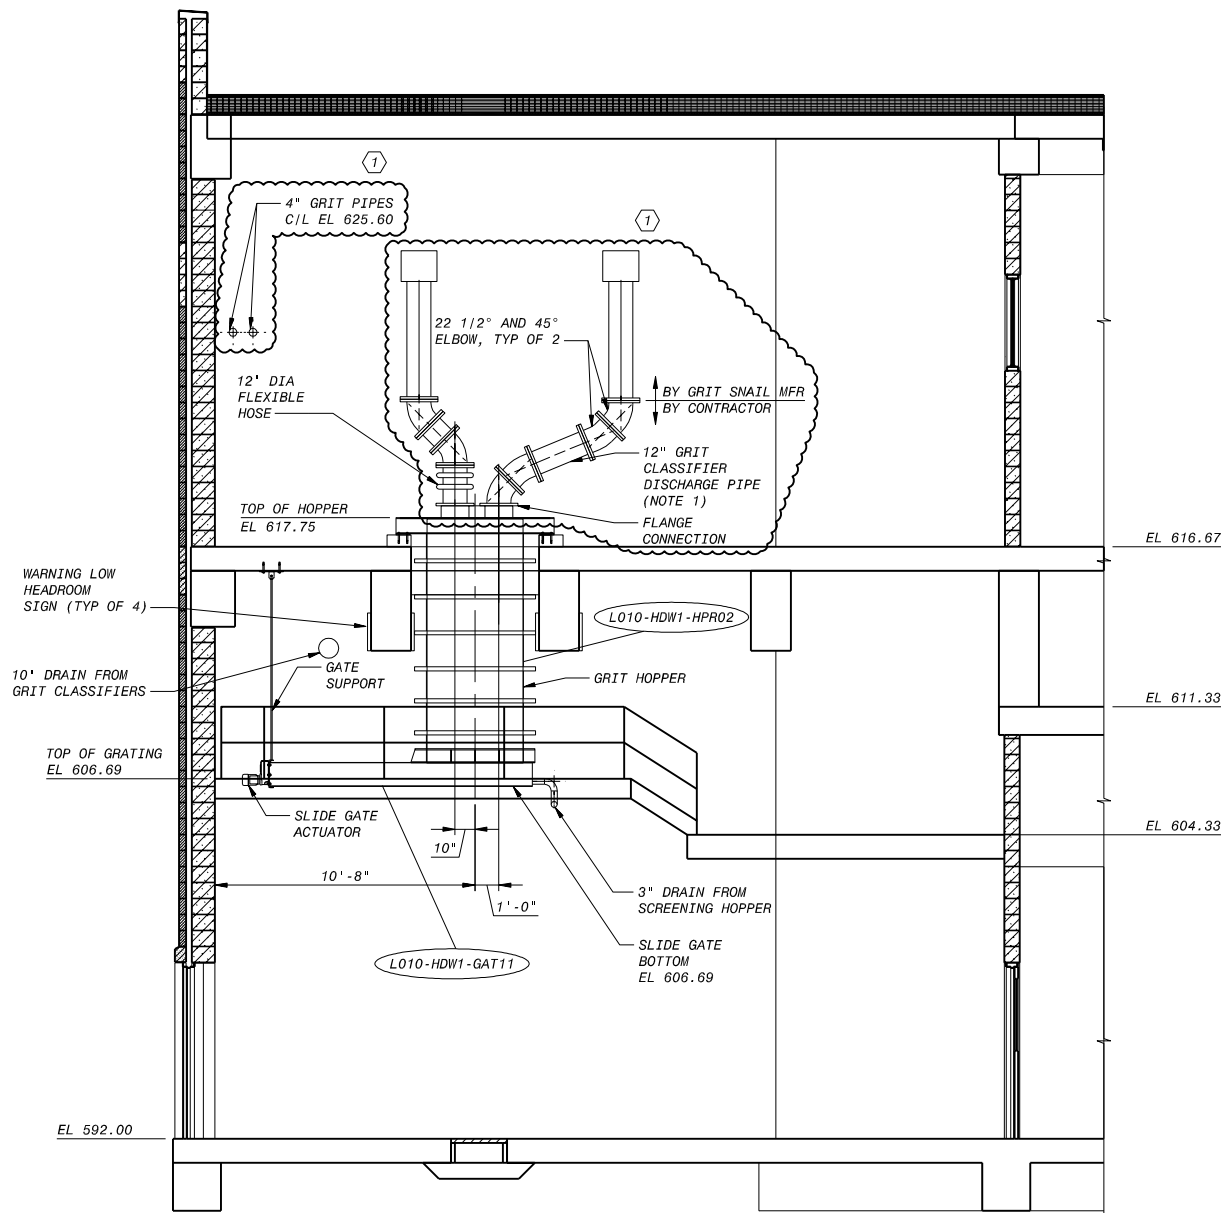 1
4" GRIT PIPES
C/L EL 625.60
1
22 1/2° AND 45°
ELBOW, TYP OF 2
12' DIA
FLEXIBLE
HOSE
BY GRIT SNAIL MFR
BY CONTRACTOR
12" GRIT
CLASSIFIER
DISCHARGE PIPE
(NOTE 1)
TOP OF HOPPER
EL 617.75
FLANGE
CONNECTION
EL 616.67
WARNING LOW
HEADROOM
SIGN (TYP OF 4)
L010-HDW1-HPR02
10' DRAIN FROM
GRIT CLASSIFIERS
GATE
SUPPORT
GRIT HOPPER
EL 611.33
TOP OF GRATING
EL 606.69
SLIDE GATE
ACTUATOR
EL 604.33
10"
10'-8"
1'-0"
3" DRAIN FROM
SCREENING HOPPER
L010-HDW1-GAT11
SLIDE GATE
BOTTOM
EL 606.69
EL 592.00